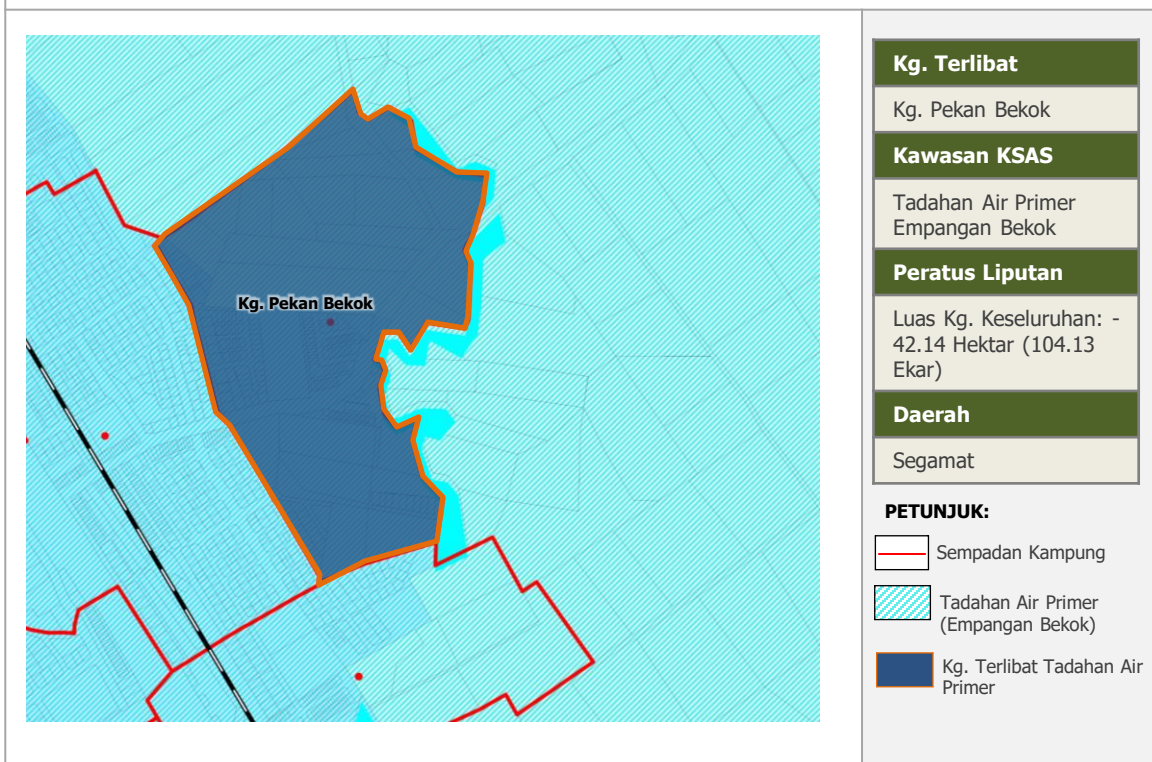 Kg. Pekan Bekok
Kg. Terlibat
Kg. Pekan Bekok
Kawasan KSAS
Tadahan Air Primer
Empangan Bekok
Peratus Liputan
Luas Kg. Keseluruhan: -
42.14 Hektar (104.13
Ekar)
Daerah
Segamat
PETUNJUK:
Sempadan Kampung
Tadahan Air Primer
(Empangan Bekok)
Kg. Terlibat Tadahan Air
Primer